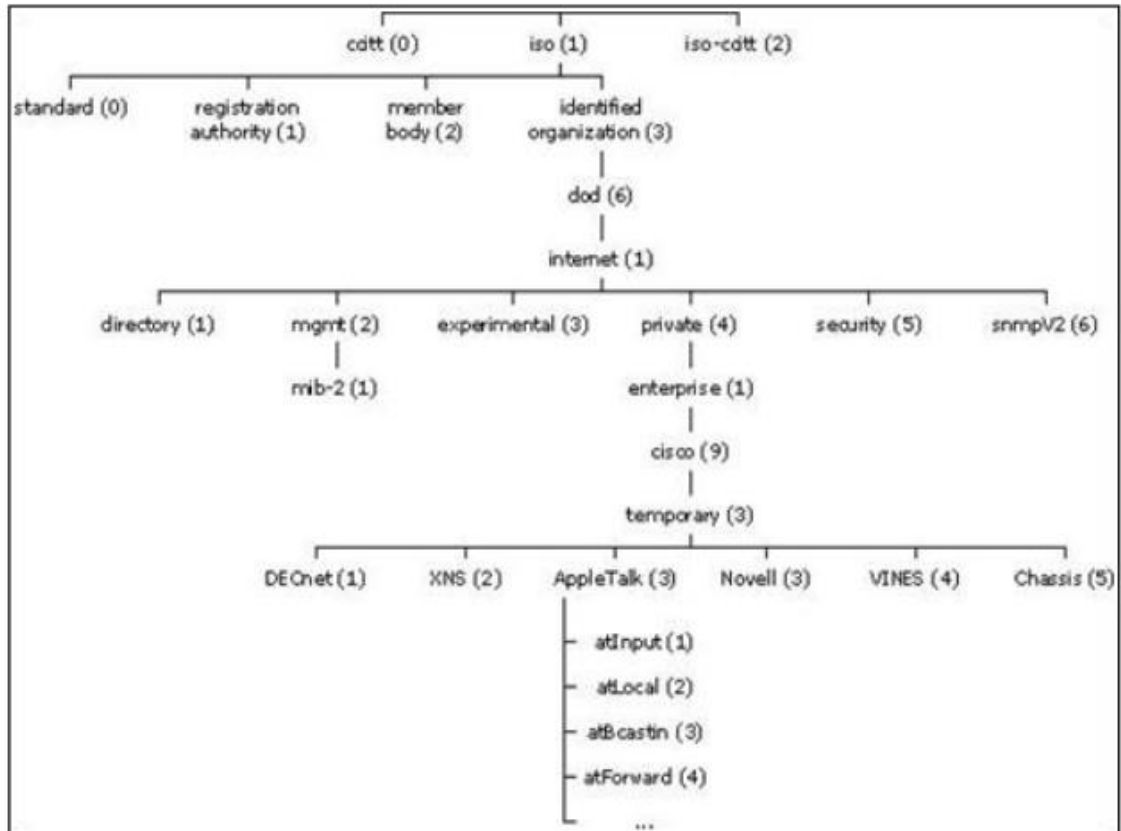 cdtt (0) iso (1) iso-cdtt (2)
standard (0) registration member identified
authority (1) body (2) organization (3)
dod (6)
internet (1)
directory (1) mgmt (2) experimental (3) private (4) security (5) snmpV2 (6)
mib-2 (1) enterprise (1)
cisco (9)
temporary (3)
DECnet (1) XNS (2) AppleTalk (3) Novell (3) VINES (4) Chassis (5)
atInput (1)
atLocal (2)
atBcastin (3)
atForward (4)
...